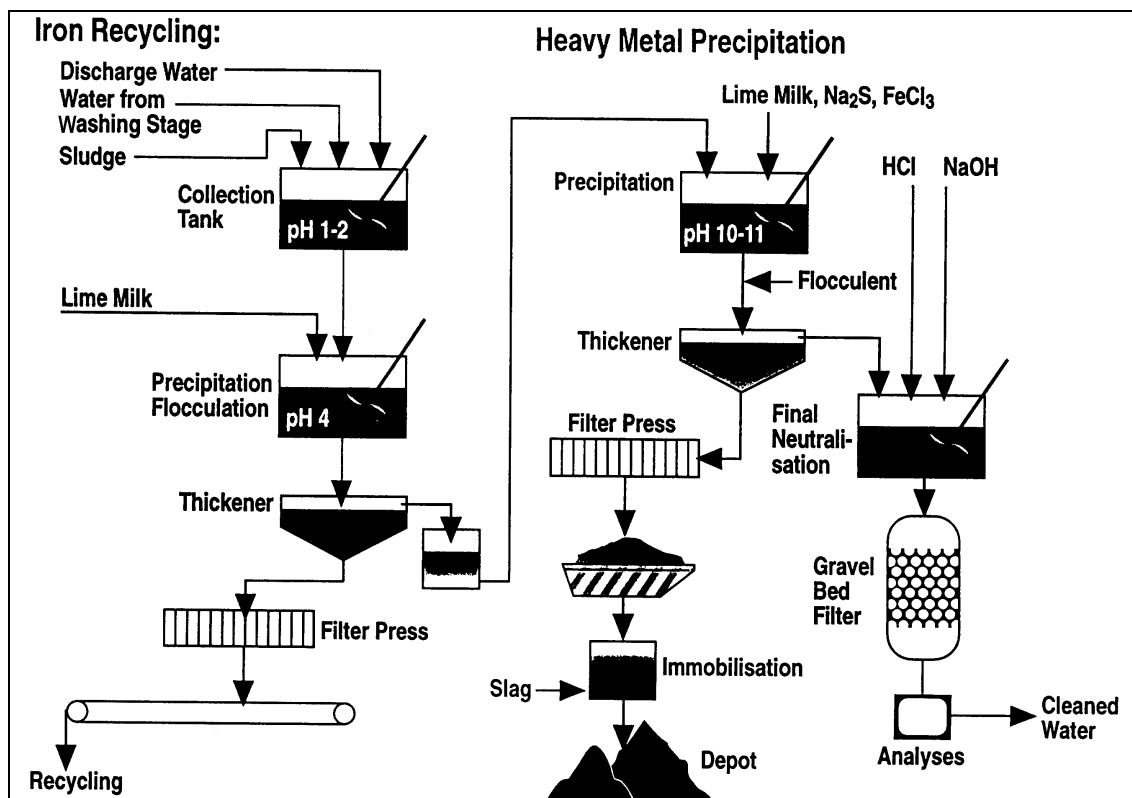 Iron Recycling:
Discharge Water
Water from
Washing Stage
Sludge
Collection
Tank
pH 1-2
Lime Milk
Precipitation
Flocculation
pH 4
Thickener
Filter Press
Recycling
Heavy Metal Precipitation
Lime Milk, Na₂S, FeCl₃
Precipitation
pH 10-11
Flocculent
Thickener
Filter Press
Immobilisation
Slag
Depot
HCl NaOH
Final
Neutrali-
sation
Gravel
Bed
Filter
Analyses
Cleaned
Water